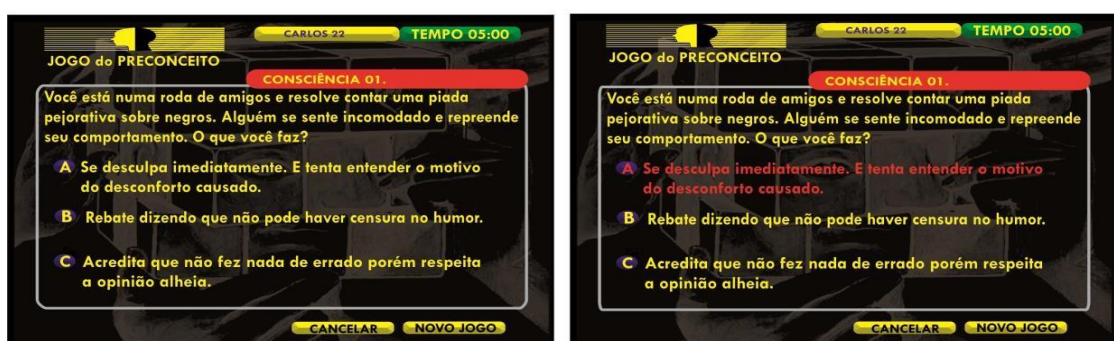 CARLOS 22
TEMPO 05:00
JOGO do PRECONCEITO
CONSCIÊNCIA 01.
Você está numa roda de amigos e resolve contar uma piada
pejorativa sobre negros. Alguém se sente incomodado e repreende
seu comportamento. O que você faz?
A Se desculpa imediatamente. E tenta entender o motivo
do desconforto causado.
B Rebate dizendo que não pode haver censura no humor.
C Acredita que não fez nada de errado porém respeita
a opinião alheia.
CANCELAR
NOVO JOGO
CARLOS 22
TEMPO 05:00
JOGO do PRECONCEITO
CONSCIÊNCIA 01.
Você está numa roda de amigos e resolve contar uma piada
pejorativa sobre negros. Alguém se sente incomodado e repreende
seu comportamento. O que você faz?
A Se desculpa imediatamente. E tenta entender o motivo
do desconforto causado.
B Rebate dizendo que não pode haver censura no humor.
C Acredita que não fez nada de errado porém respeita
a opinião alheia.
CANCELAR
NOVO JOGO